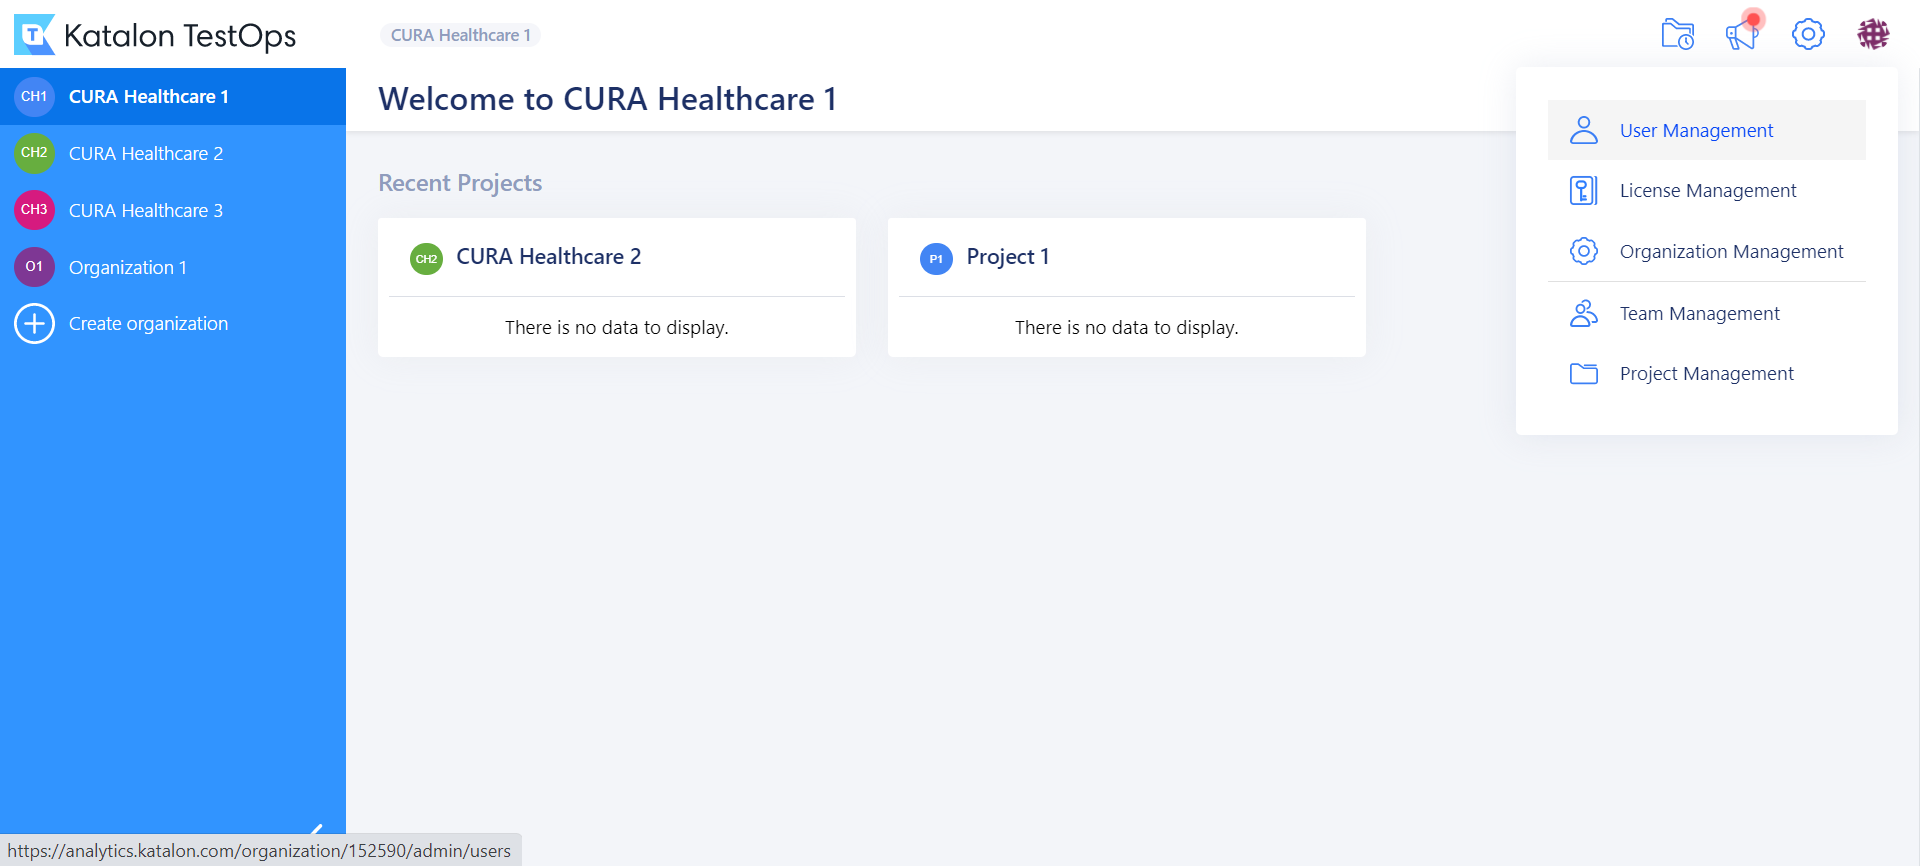 Katalon TestOps
CURA Healthcare 1
CH1 CURA Healthcare 1
CH2 CURA Healthcare 2
CH3 CURA Healthcare 3
O1 Organization 1
Create organization
Welcome to CURA Healthcare 1
Recent Projects
CH2 CURA Healthcare 2
There is no data to display.
P1 Project 1
There is no data to display.
User Management
License Management
Organization Management
Team Management
Project Management
https://analytics.katalon.com/organization/152590/admin/users